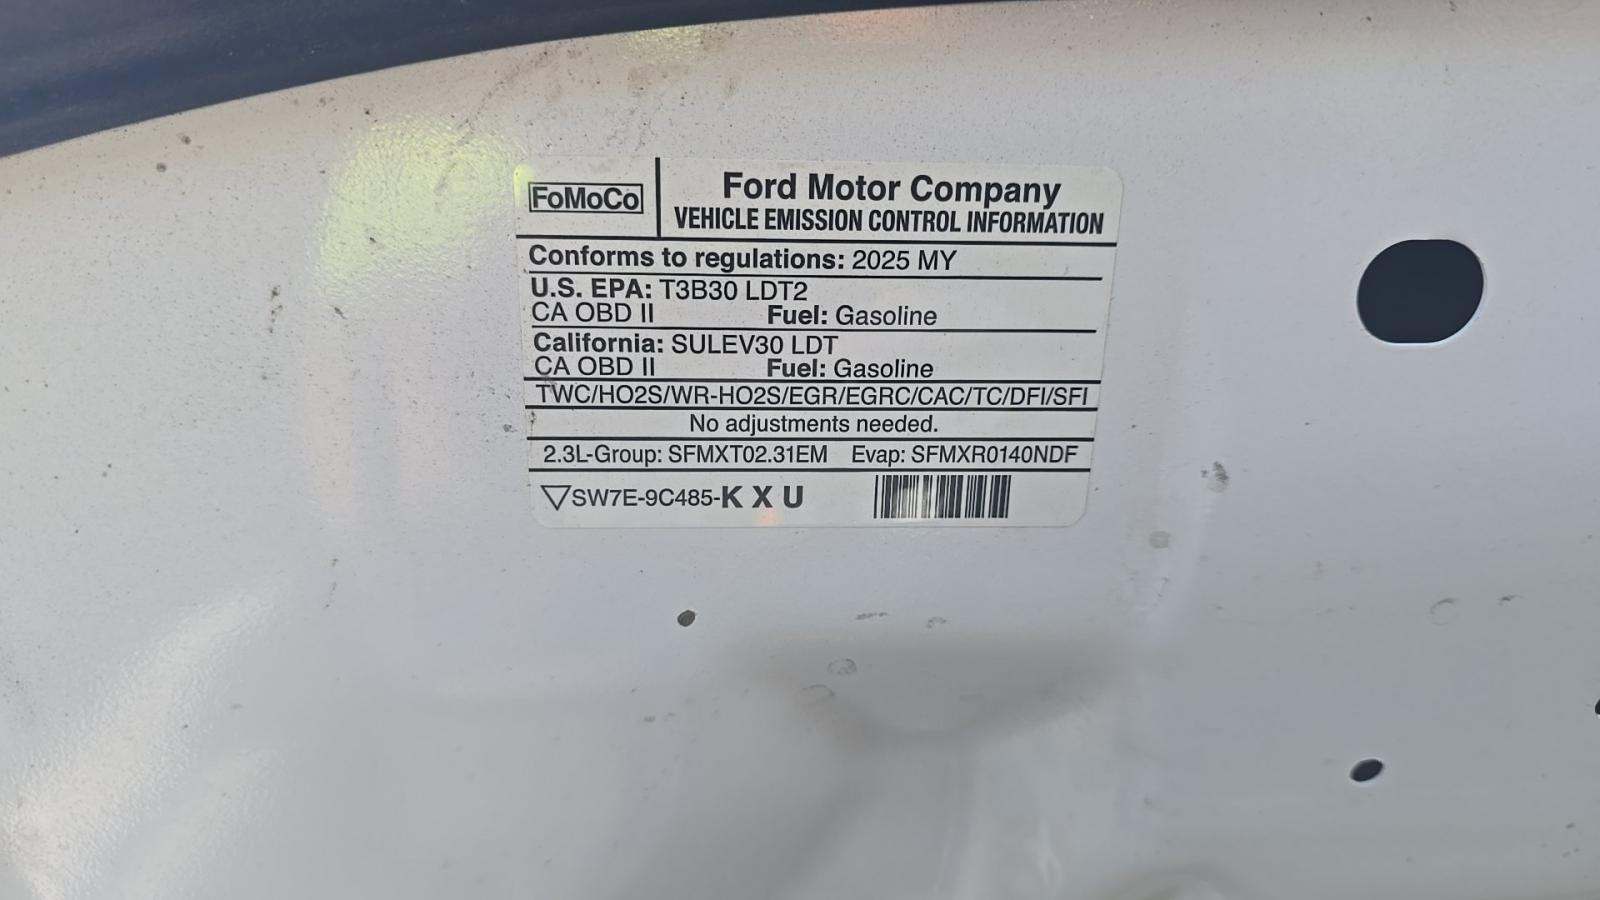 FoMoCo
Ford Motor Company
VEHICLE EMISSION CONTROL INFORMATION
Conforms to regulations: 2025 MY
U.S. EPA: T3B30 LDT2
CA OBD II Fuel: Gasoline
California: SULEV30 LDT
CA OBD II Fuel: Gasoline
TWC/HO2S/WR-HO2S/EGR/EGRC/CAC/TC/DFI/SFI
No adjustments needed.
2.3L-Group: SFMXT02.31EM Evap: SFMXR0140NDF
SW7E-9C485-K X U